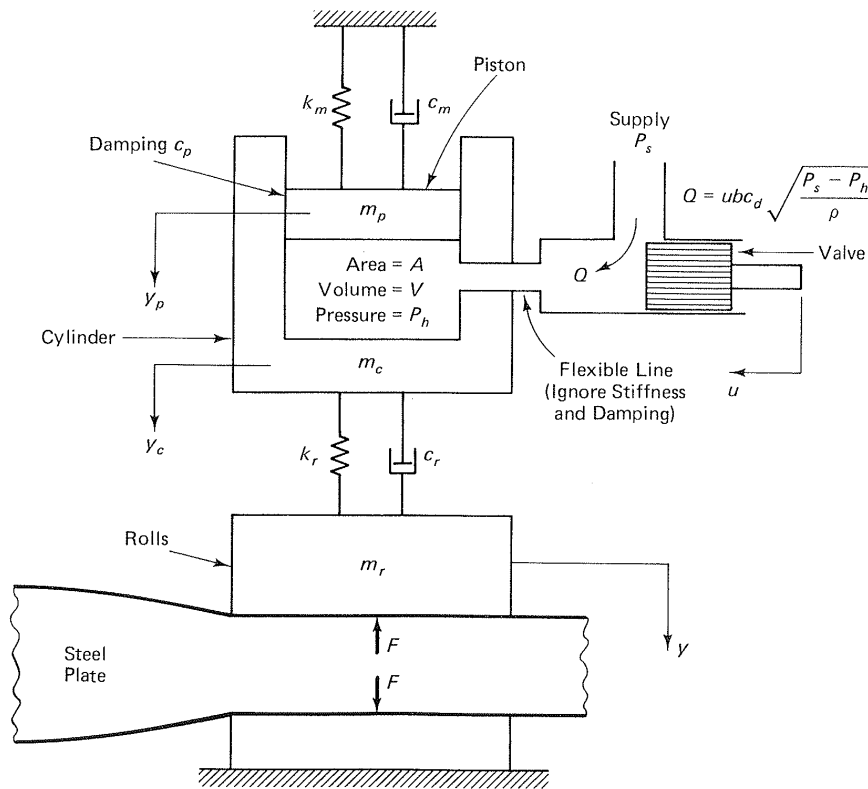 Piston
k_m
c_m
Damping c_p
Supply
P_s
Q = ubc_d √((P_s − P_h)/ρ)
m_p
Valve
Area = A
Volume = V
Pressure = P_h
Q
y_p
Cylinder
m_c
Flexible Line
(Ignore Stiffness
and Damping)
u
y_c
k_r
c_r
Rolls
m_r
Steel
Plate
F
F
y